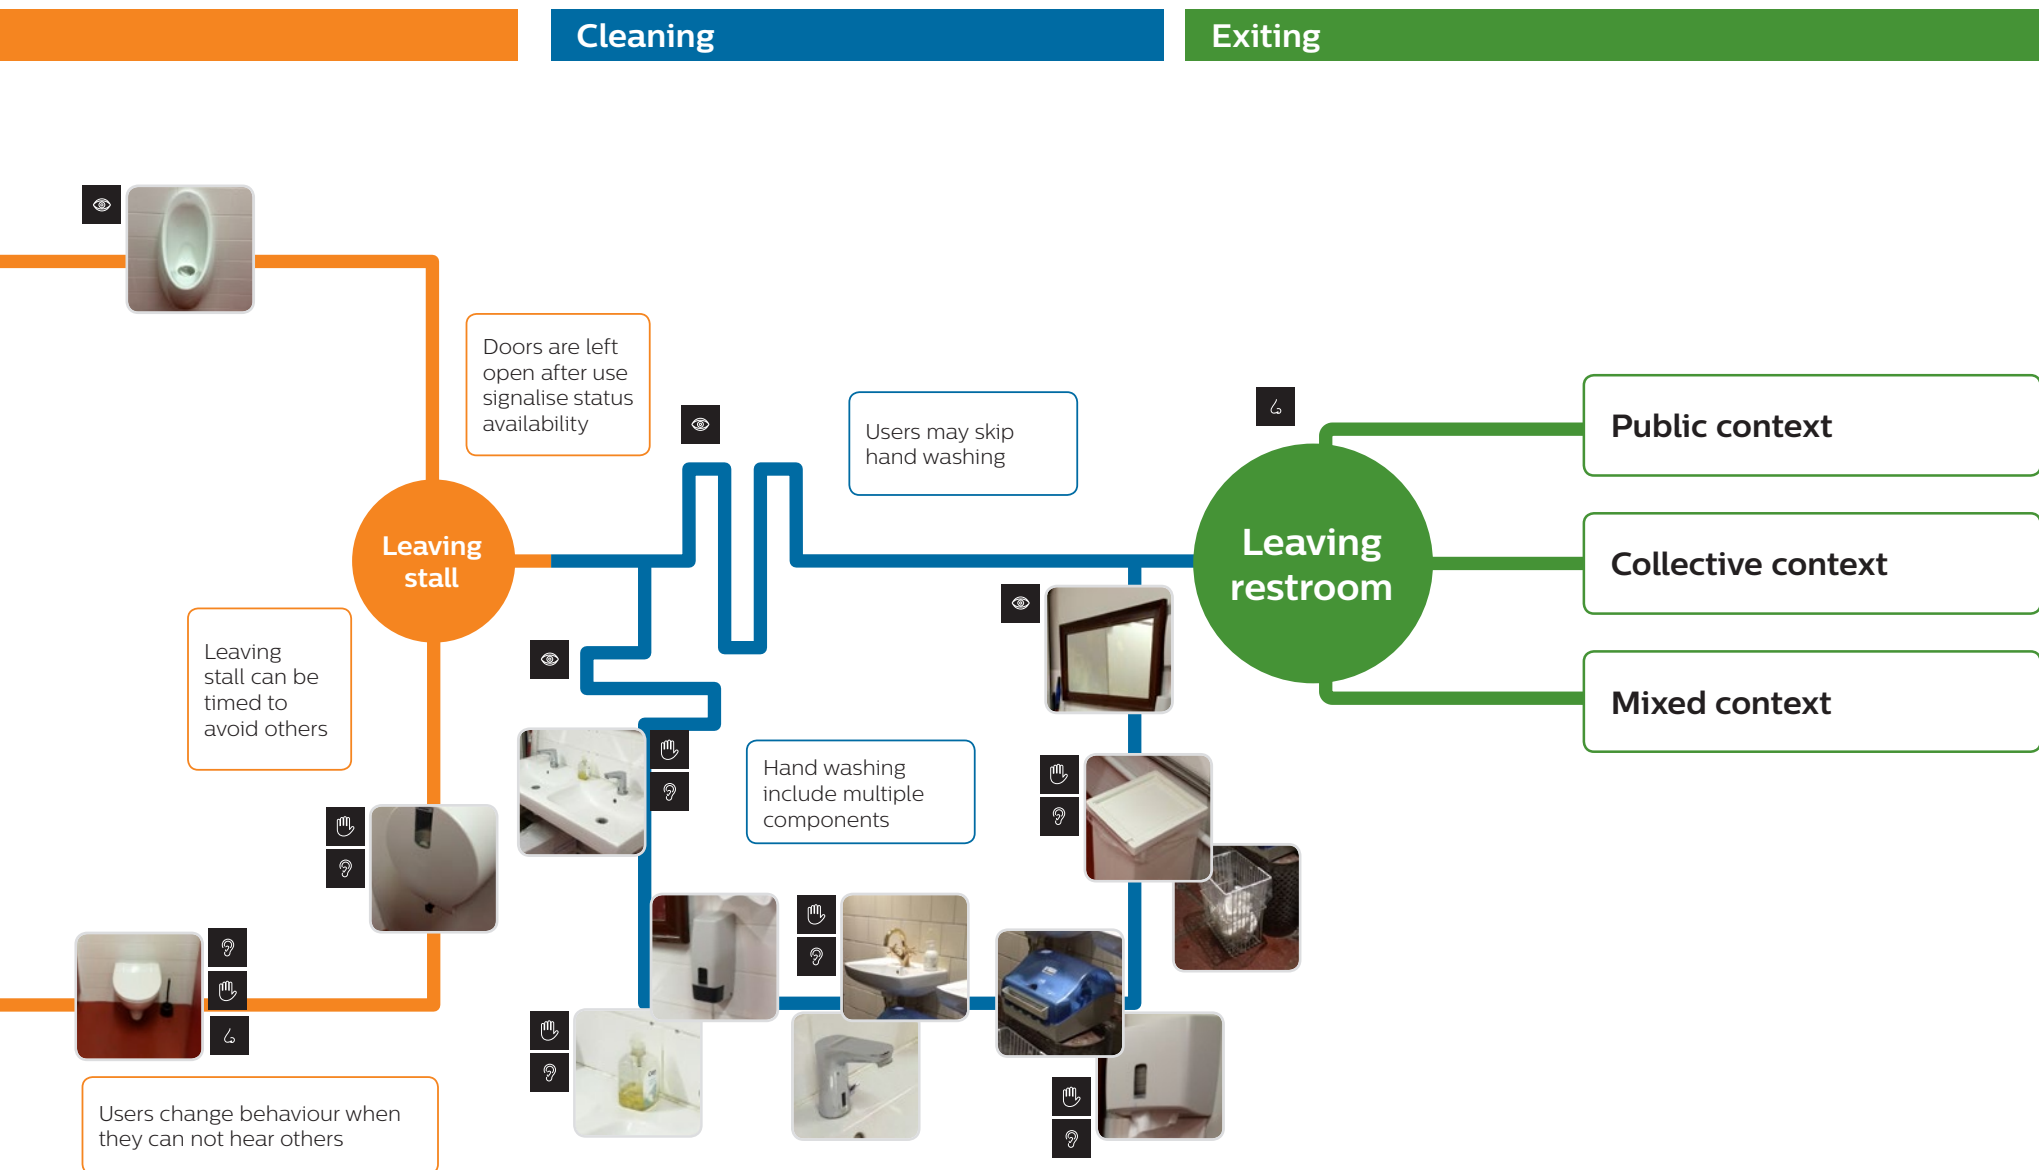 Cleaning
Exiting
Doors are left
open after use
signalise status
availability
Users may skip
hand washing
Public context
Leaving
stall
Leaving
restroom
Collective context
Leaving
stall can be
timed to
avoid others
Mixed context
Hand washing
include multiple
components
Users change behaviour when
they can not hear others